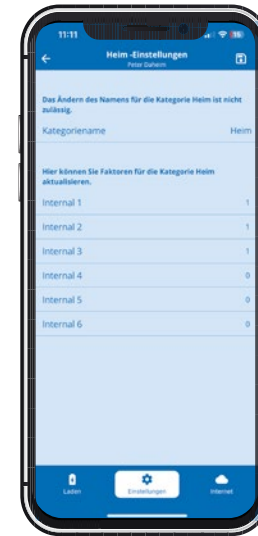 11:11
Heim -Einstellungen
Peter Daheim
Das Ändern des Namens für die Kategorie Heim ist nicht
zulässig.
Kategoriename Heim
Hier können Sie Faktoren für die Kategorie Heim
aktualisieren.
Internal 1 1
Internal 2 1
Internal 3 1
Internal 4 0
Internal 5 0
Internal 6 0
Laden Einstellungen Internet